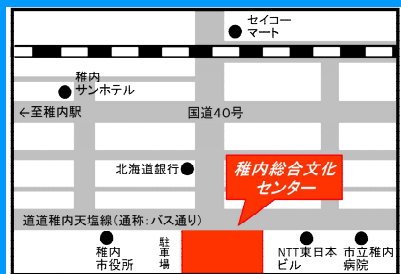 セイコー
マート
稚内
サンホテル
←至稚内駅
国道40号
北海道銀行
稚内総合文化
センター
道道稚内天塩線(通称:バス通り)
稚内
市役所
駐車場
NTT東日本
ビル
市立稚内
病院